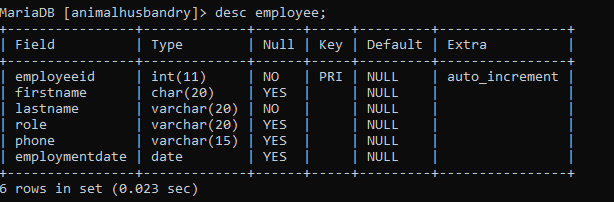 MariaDB [animalhusbandry]> desc employee;
+----------------+-------------+------+-----+---------+----------------+
| Field          | Type        | Null | Key | Default | Extra          |
+----------------+-------------+------+-----+---------+----------------+
| employeeid     | int(11)     | NO   | PRI | NULL    | auto_increment |
| firstname      | char(20)    | YES  |     | NULL    |                |
| lastname       | varchar(20) | NO   |     | NULL    |                |
| role           | varchar(20) | YES  |     | NULL    |                |
| phone          | varchar(15) | YES  |     | NULL    |                |
| employmentdate | date        | YES  |     | NULL    |                |
+----------------+-------------+------+-----+---------+----------------+
6 rows in set (0.023 sec)